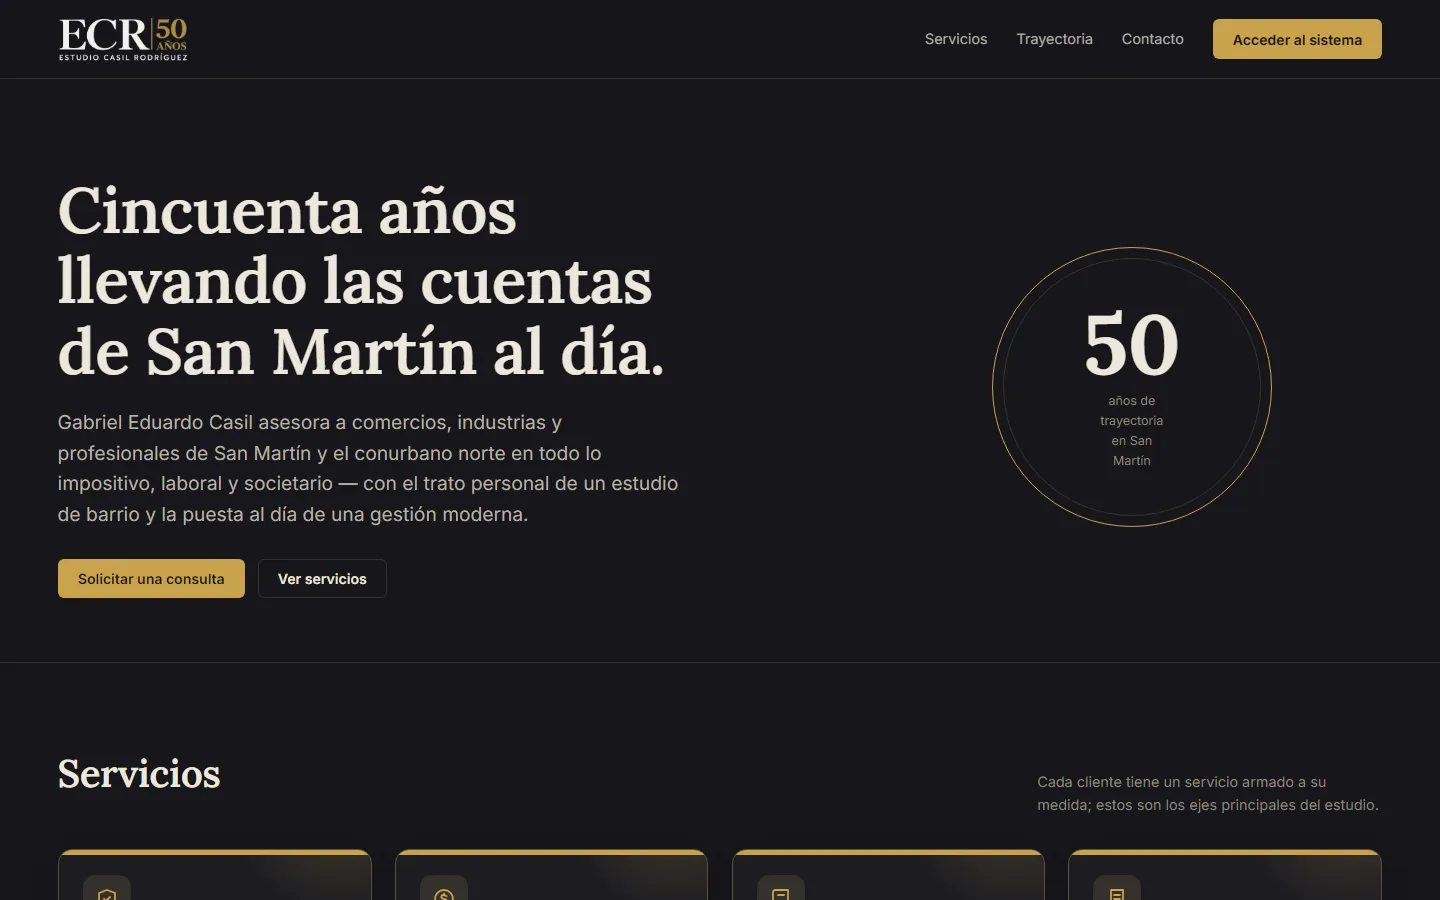 ECR 50 AÑOS
ESTUDIO CASIL RODRÍGUEZ
Servicios
Trayectoria
Contacto
Acceder al sistema
Cincuenta años
llevando las cuentas
de San Martín al día.
Gabriel Eduardo Casil asesora a comercios, industrias y
profesionales de San Martín y el conurbano norte en todo lo
impositivo, laboral y societario — con el trato personal de un estudio
de barrio y la puesta al día de una gestión moderna.
Solicitar una consulta
Ver servicios
50
años de
trayectoria
en San
Martín
Servicios
Cada cliente tiene un servicio armado a su
medida; estos son los ejes principales del estudio.